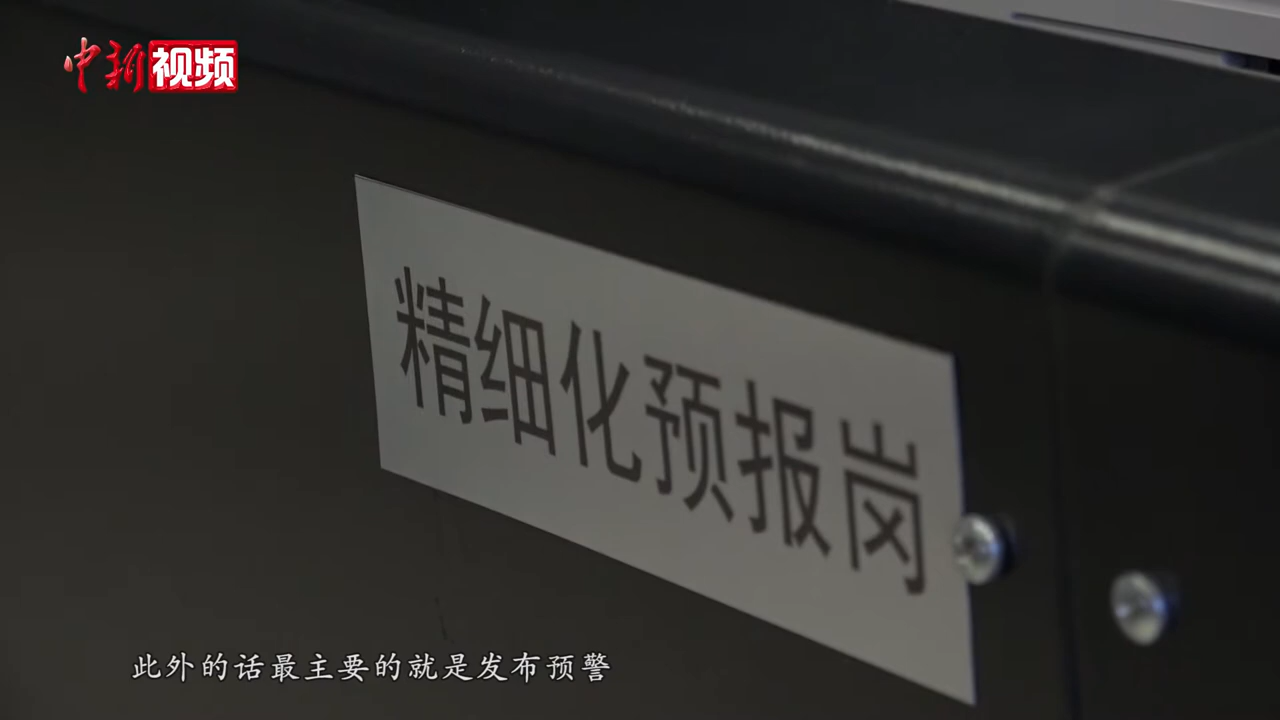 中新视频
精细化预报岗
此外的话最主要的就是发布预警